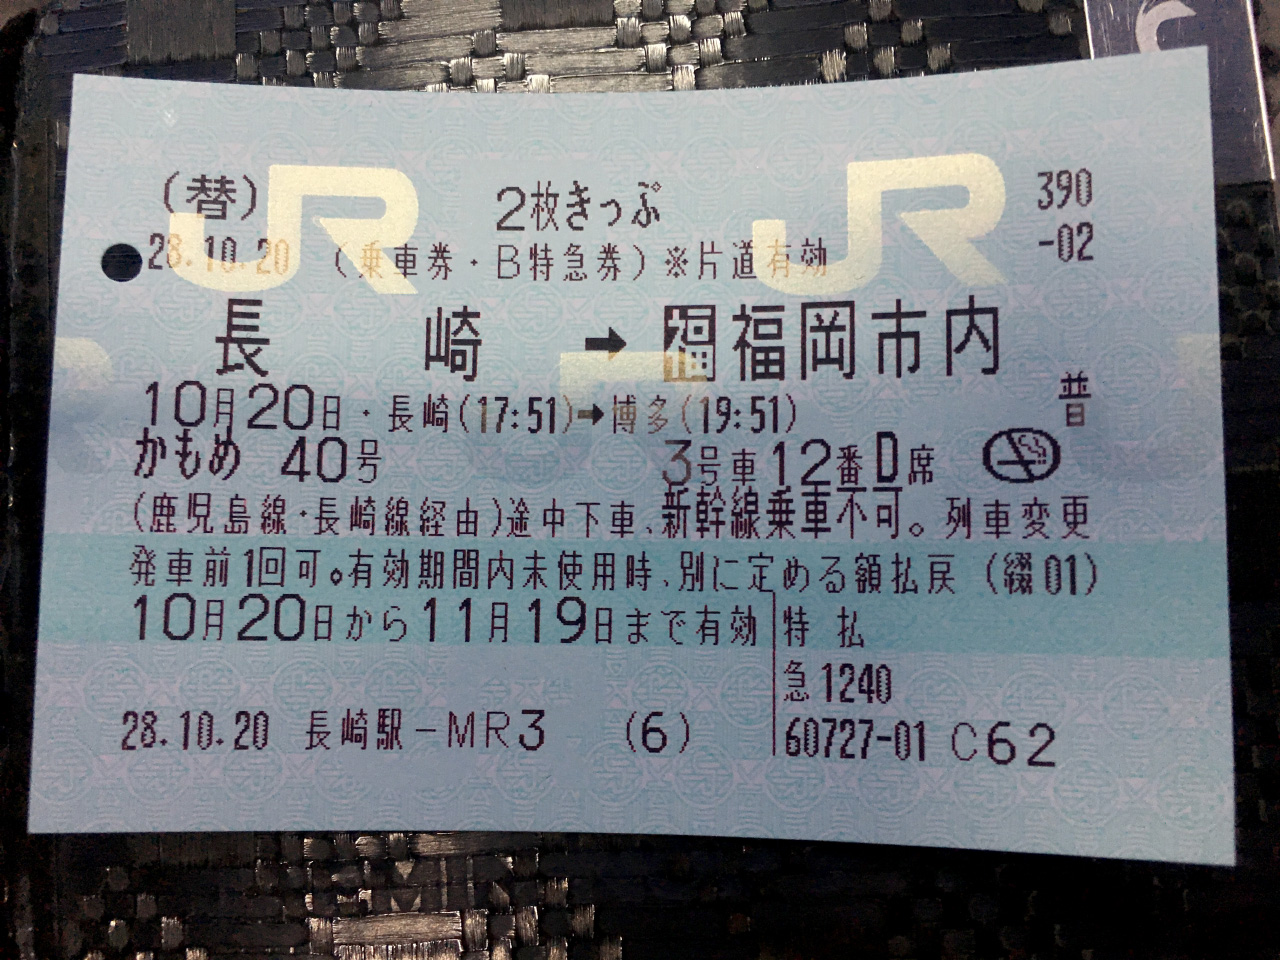 (替) 2枚きっぷ 390
28.10.20 (乗車券・B特急券)※片道有効 -02
長崎➡福福岡市内
10月20日・長崎(17:51)➡博多(19:51) 普
かもめ 40号 3号車12番D席
(鹿児島線・長崎線経由)途中下車、新幹線乗車不可。列車変更
発車前1回可。有効期間内未使用時、別に定める額払戻(綴01)
10月20日から11月19日まで有効 特 払
急1240
28.10.20 長崎駅-MR3 (6) 60727-01 C62
JR JR